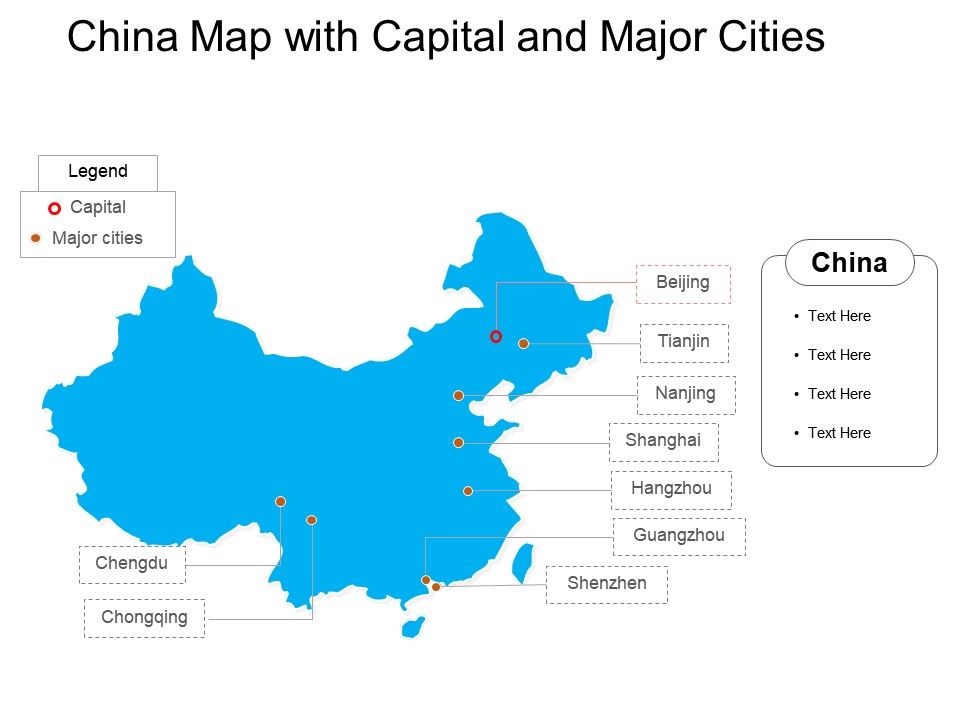 China Map with Capital and Major Cities
Legend
Capital
Major cities
Beijing
Tianjin
Nanjing
Shanghai
Hangzhou
Guangzhou
Shenzhen
Chengdu
Chongqing
China
• Text Here
• Text Here
• Text Here
• Text Here